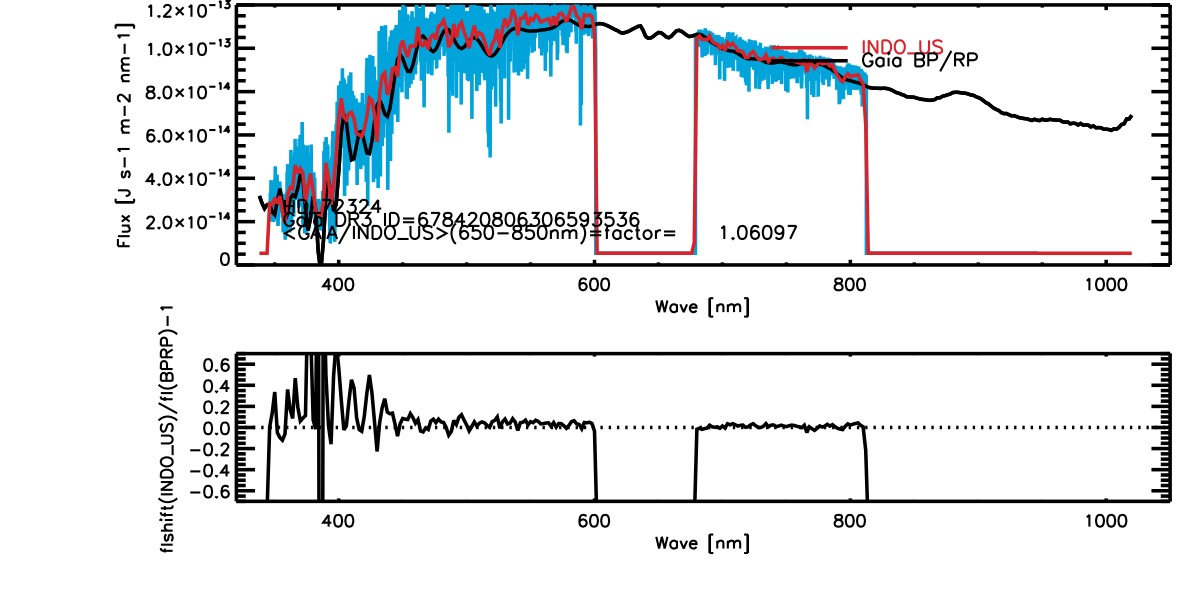 1.2×10−13
1.0×10−13
8.0×10−14
6.0×10−14
4.0×10−14
2.0×10−14
0
Flux [J s−1 m−2 nm−1]
INDO_US
Gaia BP/RP
HD 72324
Gaia DR3 ID=678420806306593536
<GAIA/INDO_US>(650−850nm)=factor= 1.06097
400 600 800 1000
Wave [nm]
flshift(INDO_US)/fl(BPRP)−1
0.6
0.4
0.2
0.0
−0.2
−0.4
−0.6
400 600 800 1000
Wave [nm]